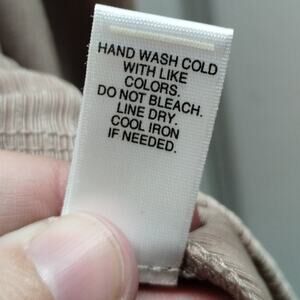 HAND WASH COLD
WITH LIKE
COLORS.
DO NOT BLEACH.
LINE DRY.
COOL IRON
IF NEEDED.